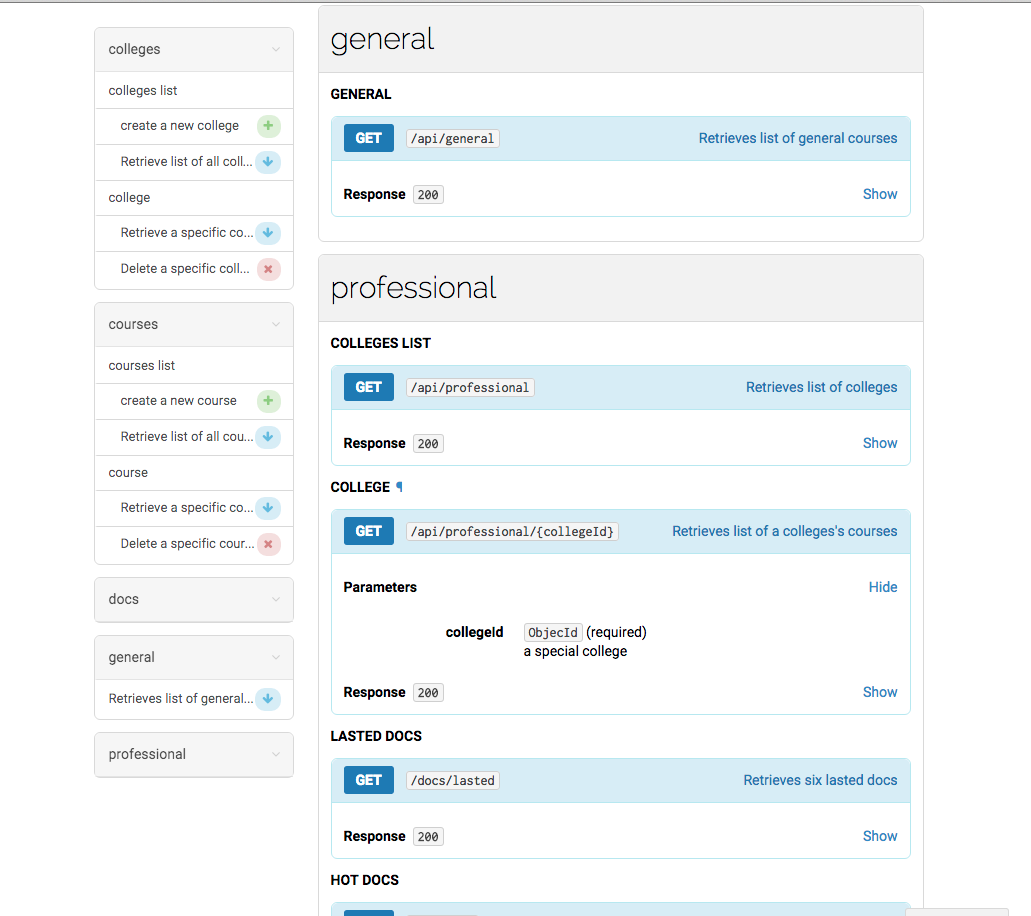 colleges
colleges list
create a new college
Retrieve list of all coll...
college
Retrieve a specific co...
Delete a specific coll...
courses
courses list
create a new course
Retrieve list of all cou...
course
Retrieve a specific co...
Delete a specific cour...
docs
general
Retrieves list of general...
professional
general
GENERAL
GET /api/general Retrieves list of general courses
Response 200 Show
professional
COLLEGES LIST
GET /api/professional Retrieves list of colleges
Response 200 Show
COLLEGE ¶
GET /api/professional/{collegeId} Retrieves list of a colleges's courses
Parameters Hide
collegeId ObjecId (required)
a special college
Response 200 Show
LASTED DOCS
GET /docs/lasted Retrieves six lasted docs
Response 200 Show
HOT DOCS